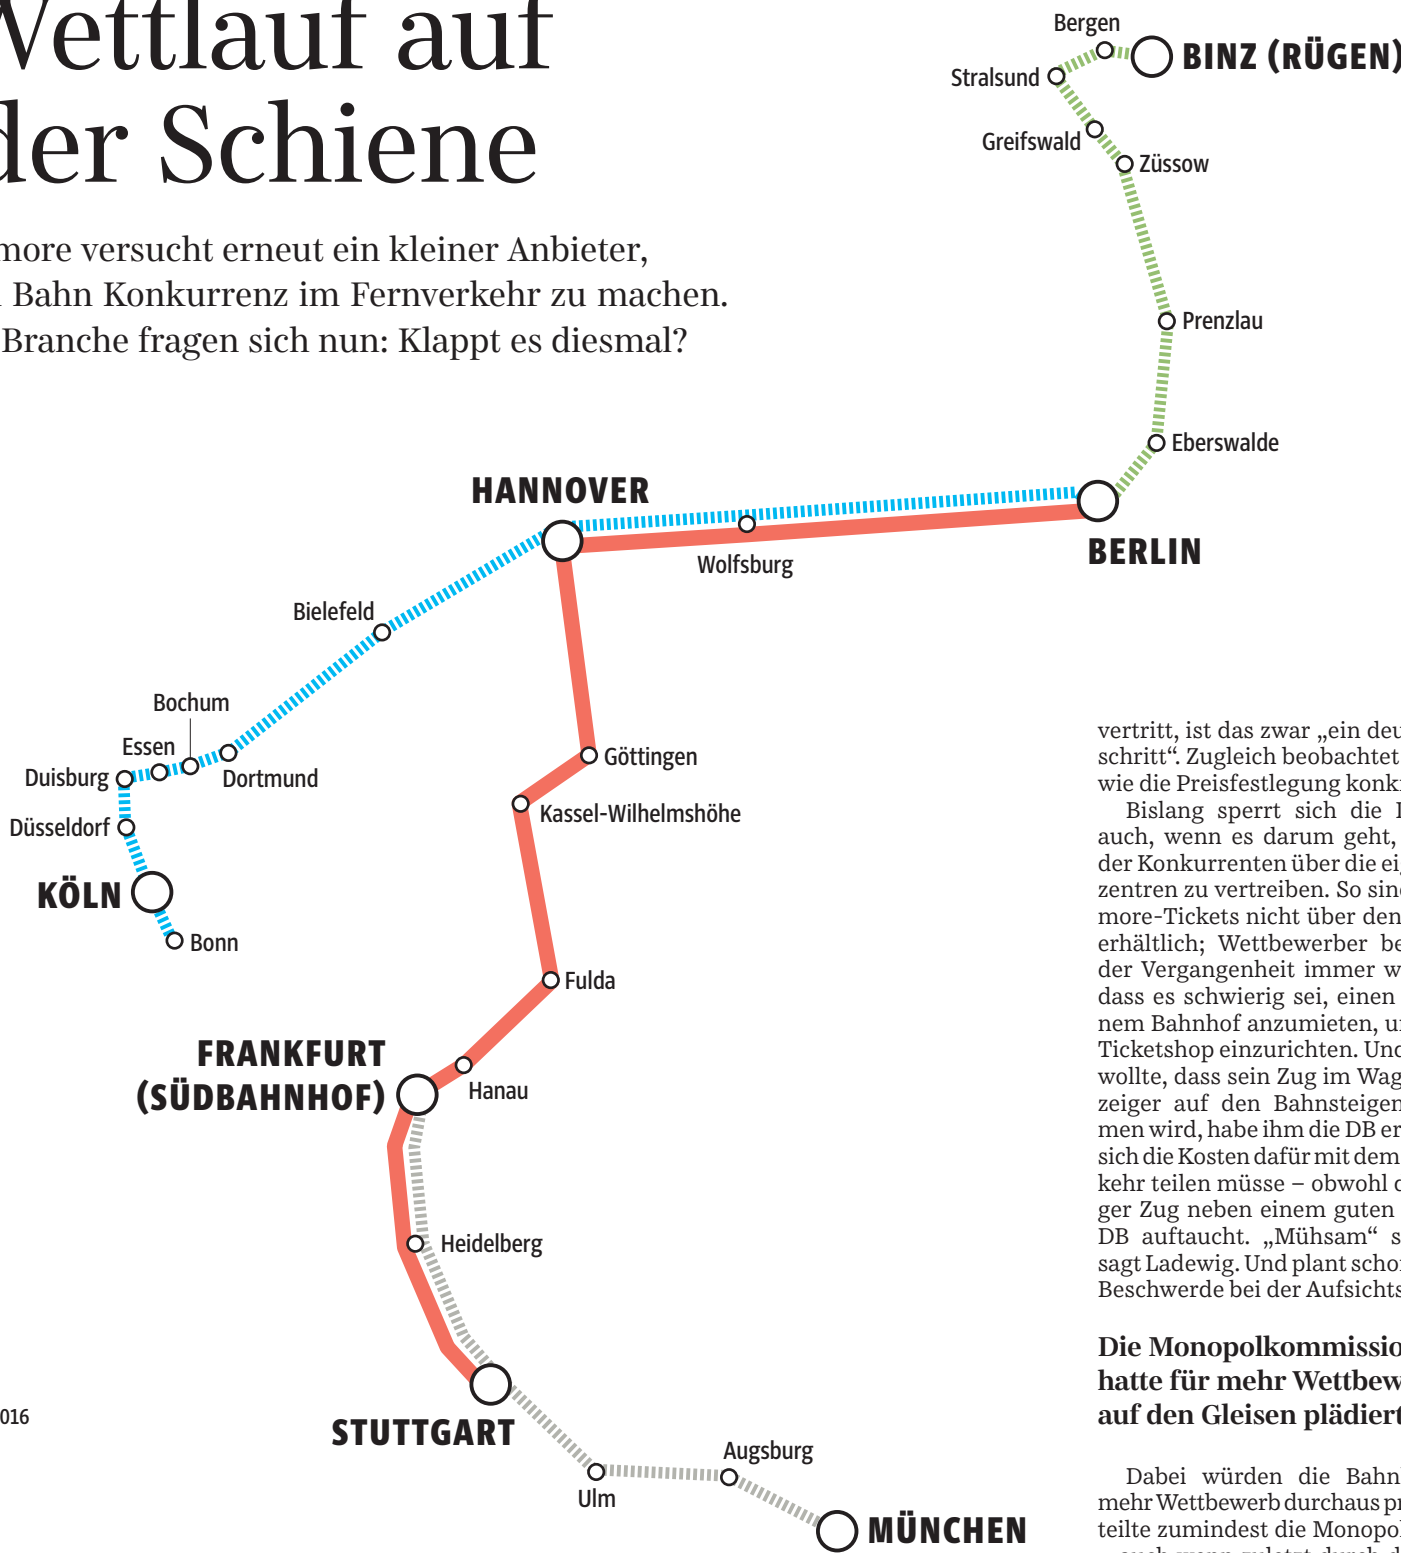 Wettlauf auf
der Schiene
more versucht erneut ein kleiner Anbieter,
Bahn Konkurrenz im Fernverkehr zu machen.
Branche fragen sich nun: Klappt es diesmal?
Bergen
BINZ (RÜGEN)
Stralsund
Greifswald
Züssow
Prenzlau
Eberswalde
HANNOVER
Wolfsburg
BERLIN
Bielefeld
Bochum
Essen
Duisburg
Dortmund
Düsseldorf
KÖLN
Bonn
Göttingen
Kassel-Wilhelmshöhe
Fulda
FRANKFURT
(SÜDBAHNHOF)
Hanau
Heidelberg
STUTTGART
016
Ulm
Augsburg
MÜNCHEN
vertritt, ist das zwar „ein deu
schritt“. Zugleich beobachtet
wie die Preisfestlegung konk
Bislang sperrt sich die
auch, wenn es darum geht,
der Konkurrenten über die ei
zentren zu vertreiben. So sin
more-Tickets nicht über den
erhältlich; Wettbewerber be
der Vergangenheit immer w
dass es schwierig sei, einen
nem Bahnhof anzumieten, u
Ticketshop einzurichten. Und
wollte, dass sein Zug im Wag
zeiger auf den Bahnsteigen
men wird, habe ihm die DB er
sich die Kosten dafür mit dem
kehr teilen müsse – obwohl
ger Zug neben einem guten
DB auftaucht. „Mühsam“ s
sagt Ladewig. Und plant scho
Beschwerde bei der Aufsichts
Die Monopolkommissio
hatte für mehr Wettbew
auf den Gleisen plädiert
Dabei würden die Bahn
mehr Wettbewerb durchaus pr
teilte zumindest die Monopol